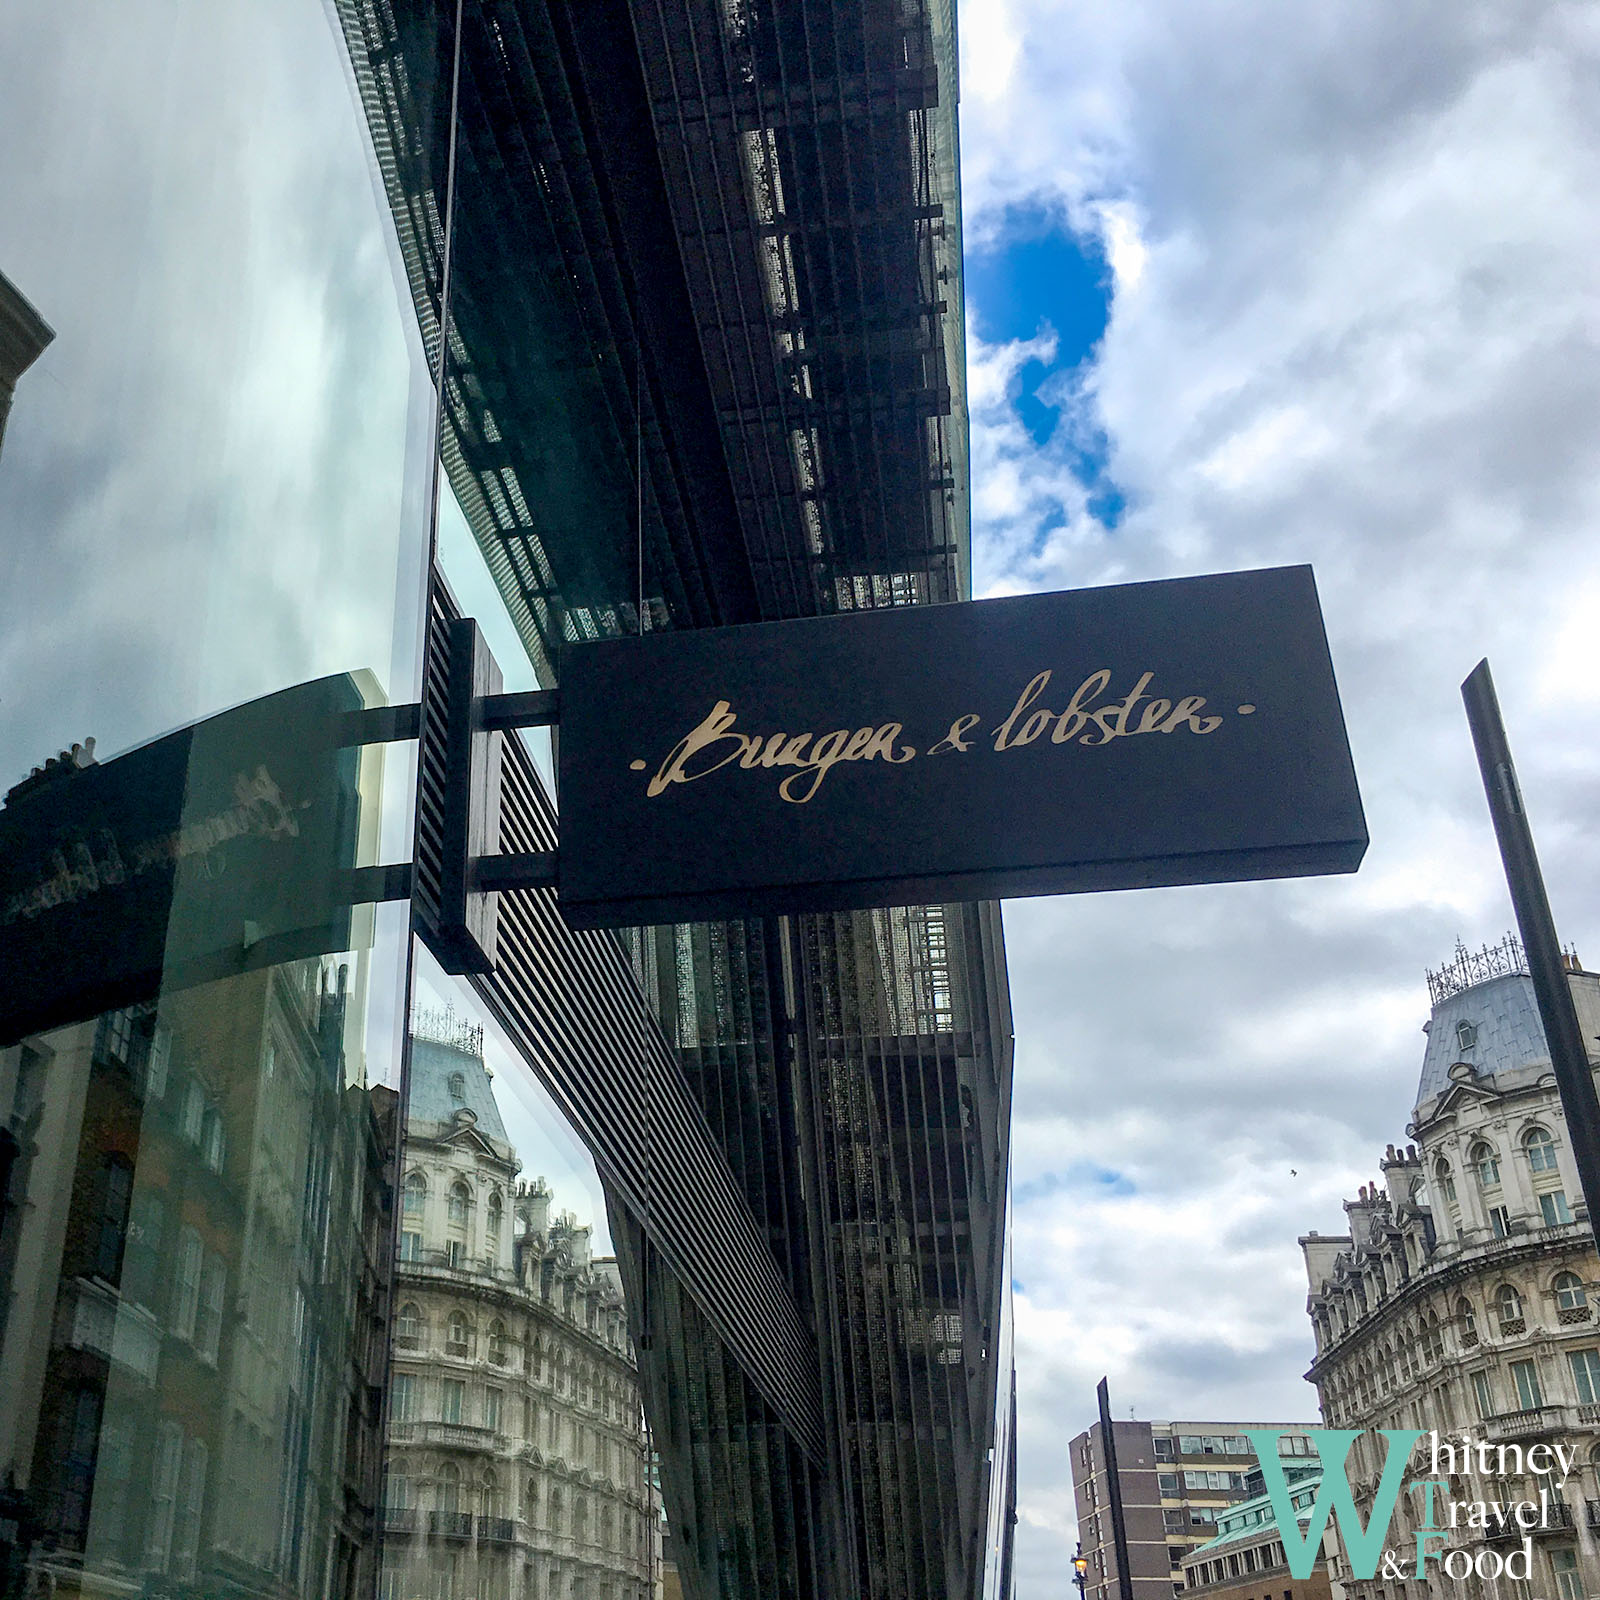 · Burger & lobster ·
Whitney
Travel
& Food